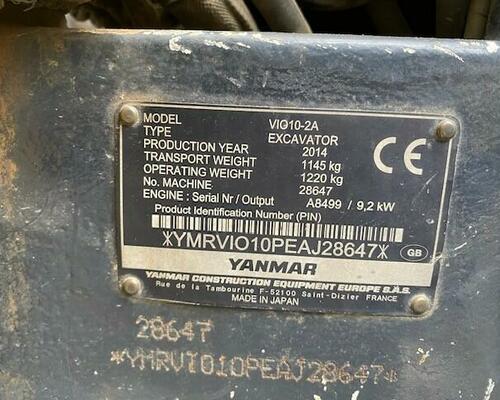 MODEL VIO10-2A
TYPE EXCAVATOR
PRODUCTION YEAR 2014
TRANSPORT WEIGHT 1145 kg
OPERATING WEIGHT 1220 kg
No. MACHINE 28647
ENGINE : Serial Nr / Output A8499 / 9,2 kW
Product Identification Number (PIN)
*YMRVIO10PEAJ28647*
CE
GB
YANMAR
YANMAR CONSTRUCTION EQUIPMENT EUROPE S.A.S.
Rue de la Tambourine F-52100 Saint-Dizier FRANCE
MADE IN JAPAN
28647
*YMRVI010PEAJ28647*